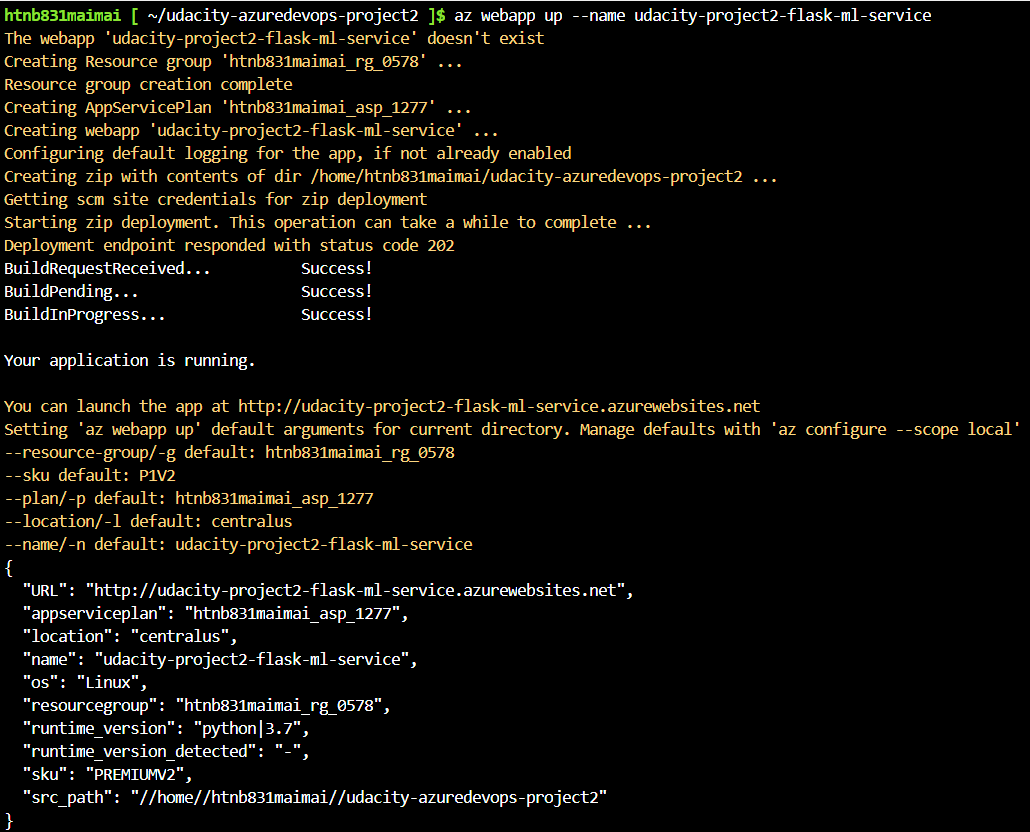 htnb831maimai [ ~/udacity-azuredevops-project2 ]$ az webapp up --name udacity-project2-flask-ml-service
The webapp 'udacity-project2-flask-ml-service' doesn't exist
Creating Resource group 'htnb831maimai_rg_0578' ...
Resource group creation complete
Creating AppServicePlan 'htnb831maimai_asp_1277' ...
Creating webapp 'udacity-project2-flask-ml-service' ...
Configuring default logging for the app, if not already enabled
Creating zip with contents of dir /home/htnb831maimai/udacity-azuredevops-project2 ...
Getting scm site credentials for zip deployment
Starting zip deployment. This operation can take a while to complete ...
Deployment endpoint responded with status code 202
BuildRequestReceived...          Success!
BuildPending...                  Success!
BuildInProgress...               Success!

Your application is running.

You can launch the app at http://udacity-project2-flask-ml-service.azurewebsites.net
Setting 'az webapp up' default arguments for current directory. Manage defaults with 'az configure --scope local'
--resource-group/-g default: htnb831maimai_rg_0578
--sku default: P1V2
--plan/-p default: htnb831maimai_asp_1277
--location/-l default: centralus
--name/-n default: udacity-project2-flask-ml-service
{
  "URL": "http://udacity-project2-flask-ml-service.azurewebsites.net",
  "appserviceplan": "htnb831maimai_asp_1277",
  "location": "centralus",
  "name": "udacity-project2-flask-ml-service",
  "os": "Linux",
  "resourcegroup": "htnb831maimai_rg_0578",
  "runtime_version": "python|3.7",
  "runtime_version_detected": "-",
  "sku": "PREMIUMV2",
  "src_path": "//home//htnb831maimai//udacity-azuredevops-project2"
}